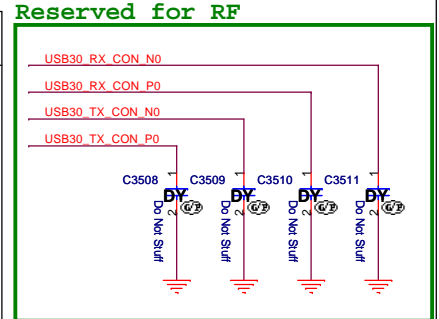 Reserved for RF
USB30_RX_CON_N0
USB30_RX_CON_P0
USB30_TX_CON_N0
USB30_TX_CON_P0
C3508 C3509 C3510 C3511
1 1 1 1
DY DY DY DY
G/P G/P G/P G/P
2 2 2 2
Do Not Stuff
Do Not Stuff
Do Not Stuff
Do Not Stuff